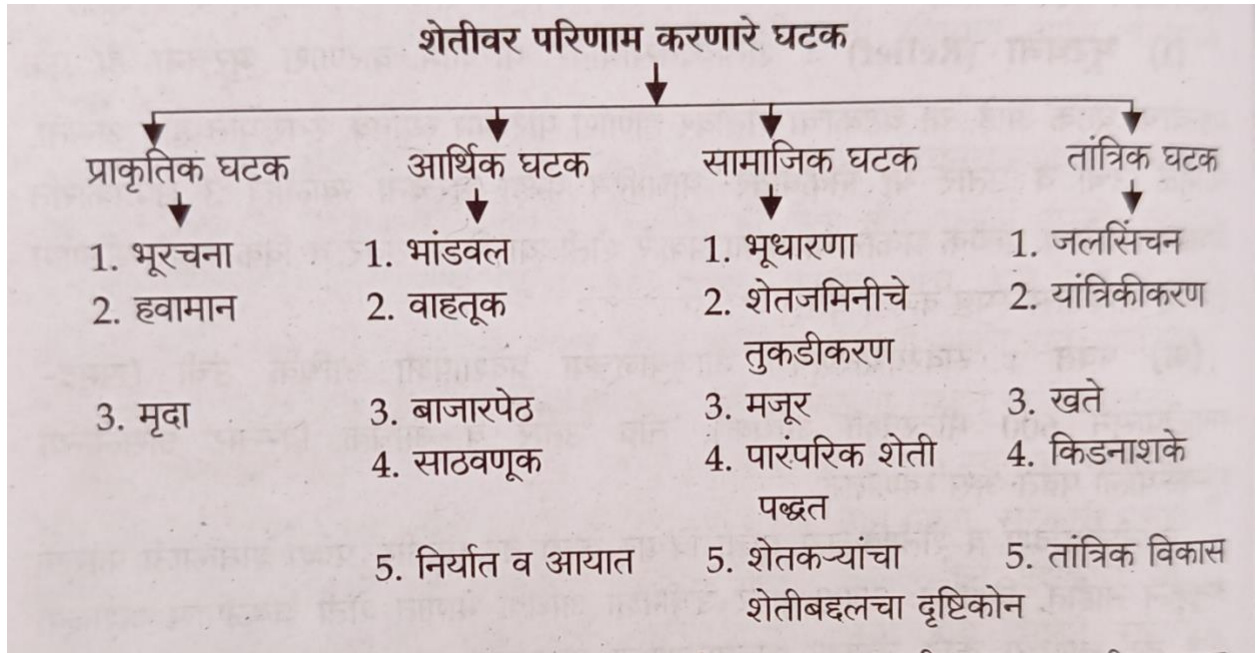 शेतीवर परिणाम करणारे घटक
प्राकृतिक घटक आर्थिक घटक सामाजिक घटक तांत्रिक घटक
1. भूरचना 1. भांडवल 1. भूधारणा 1. जलसिंचन
2. हवामान 2. वाहतूक 2. शेतजमिनीचे 2. यांत्रिकीकरण
तुकडीकरण
3. मृदा 3. बाजारपेठ 3. मजूर 3. खते
4. साठवणूक 4. पारंपरिक शेती 4. किडनाशके
पद्धत
5. निर्यात व आयात 5. शेतकऱ्यांचा 5. तांत्रिक विकास
शेतीबद्दलचा दृष्टिकोन